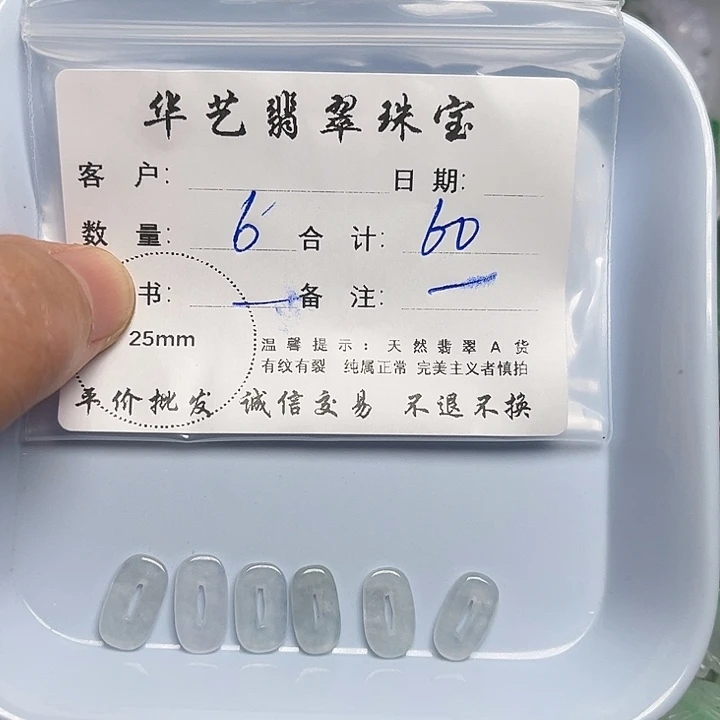 华艺翡翠珠宝
客 户: 日 期:
数 量: 6 合 计: 60
书: 备 注:
25mm
温馨提示：天然翡翠A货
有纹有裂 纯属正常 完美主义者慎拍
平价批发 诚信交易 不退不换